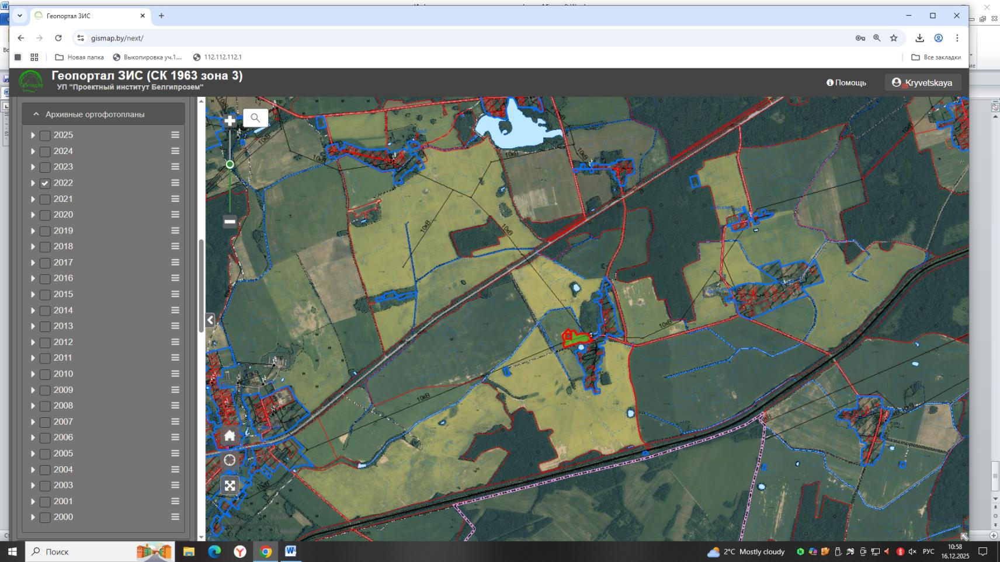 Геопортал ЗИС
gismap.by/next/
Новая папка
Выкопировка уч.1....
112.112.112.1
Все закладки
Геопортал ЗИС (СК 1963 зона 3)
УП "Проектный институт Белгипрозем"
Помощь
Kryvetskaya
Архивные ортофотопланы
2025
2024
2023
2022
2021
2020
2019
2018
2017
2016
2015
2014
2013
2012
2011
2010
2009
2008
2007
2006
2005
2004
2003
2001
2000
10кВ
10кВ
10кВ
10кВ
10кВ
10кВ
10кВ
10кВ
Поиск
2°C Mostly cloudy
РУС
10:58
16.12.2025